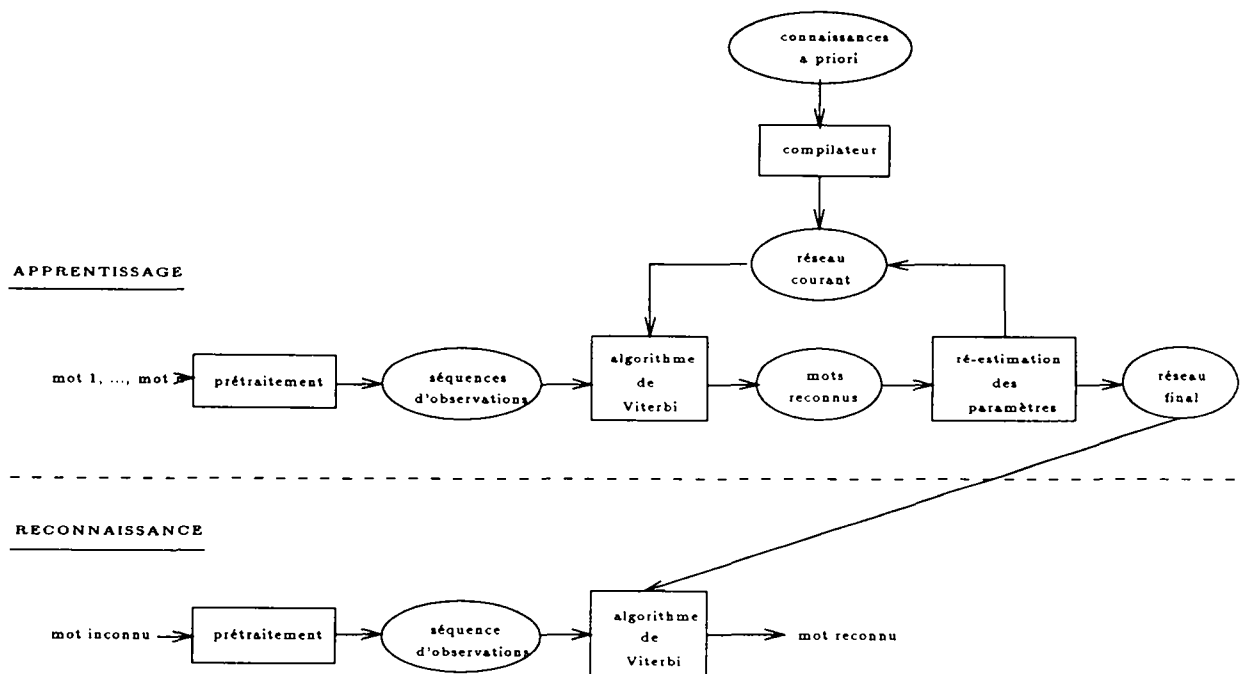 connaissances
a priori
compilateur
réseau
courant
APPRENTISSAGE
mot 1, ..., mot
prétraitement
séquences
d'observations
algorithme
de
Viterbi
mots
reconnus
ré-estimation
des
paramètres
réseau
final
RECONNAISSANCE
mot inconnu
prétraitement
séquence
d'observations
algorithme
de
Viterbi
mot reconnu